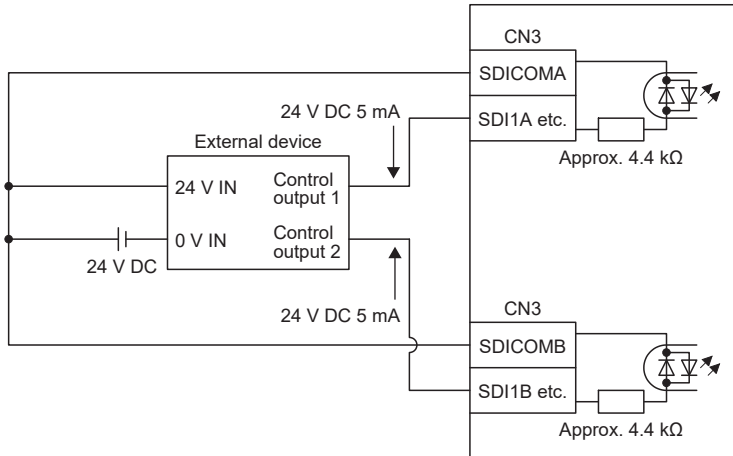 CN3
SDICOMA
24 V DC 5 mA
SDI1A etc.
External device
Approx. 4.4 kΩ
24 V IN
Control
output 1
0 V IN
Control
output 2
24 V DC
24 V DC 5 mA
CN3
SDICOMB
SDI1B etc.
Approx. 4.4 kΩ